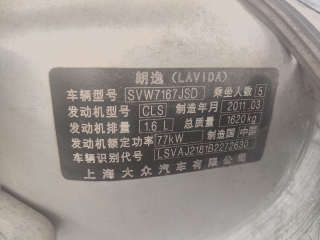 朗逸 (LAVIDA)
车辆型号 SVW7167JSD 乘坐人数 5
发动机型号 CLS 制造年月 2011 03
发动机排量 1.6 L 总质量 1620kg
发动机额定功率 77kW 制造国 中国
车辆识别代号 LSVAJ2181B2272630
上海大众汽车有限公司